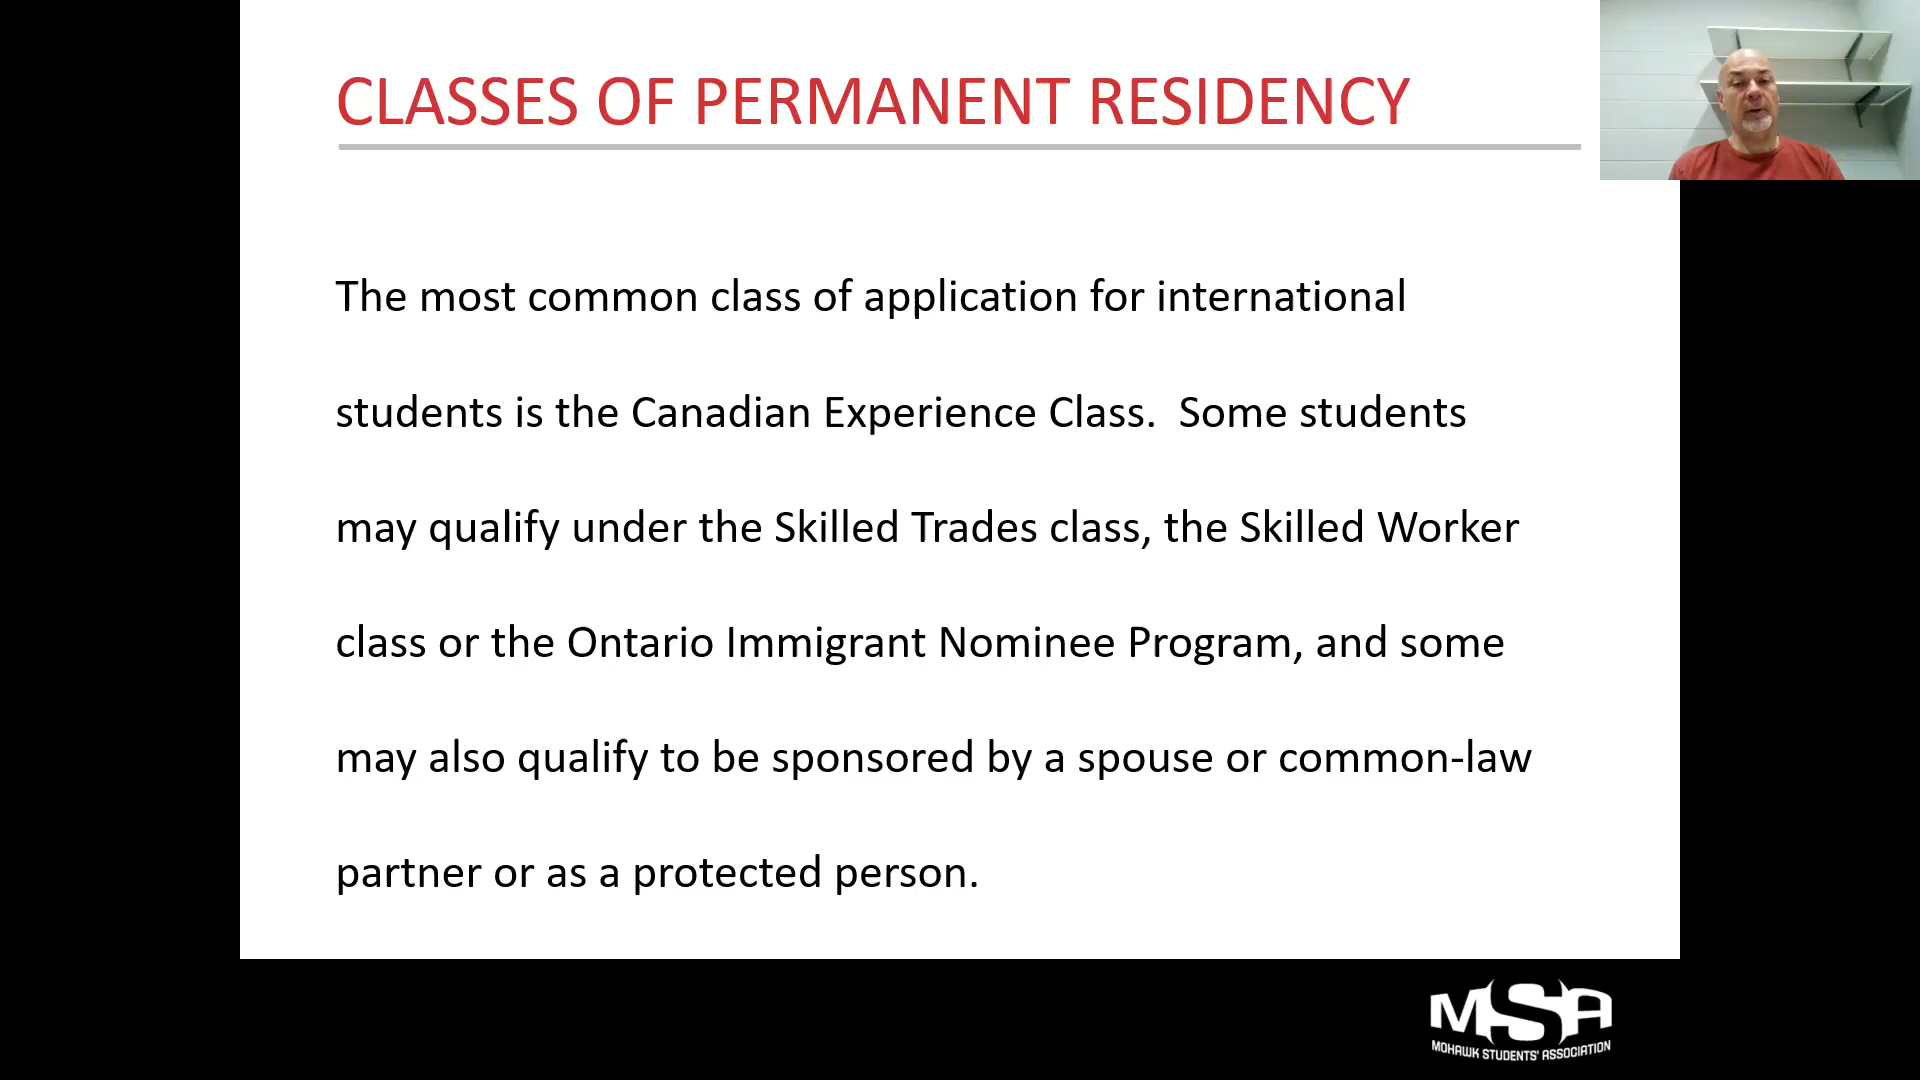 CLASSES OF PERMANENT RESIDENCY
The most common class of application for international
students is the Canadian Experience Class.  Some students
may qualify under the Skilled Trades class, the Skilled Worker
class or the Ontario Immigrant Nominee Program, and some
may also qualify to be sponsored by a spouse or common-law
partner or as a protected person.
MSA
MOHAWK STUDENTS' ASSOCIATION